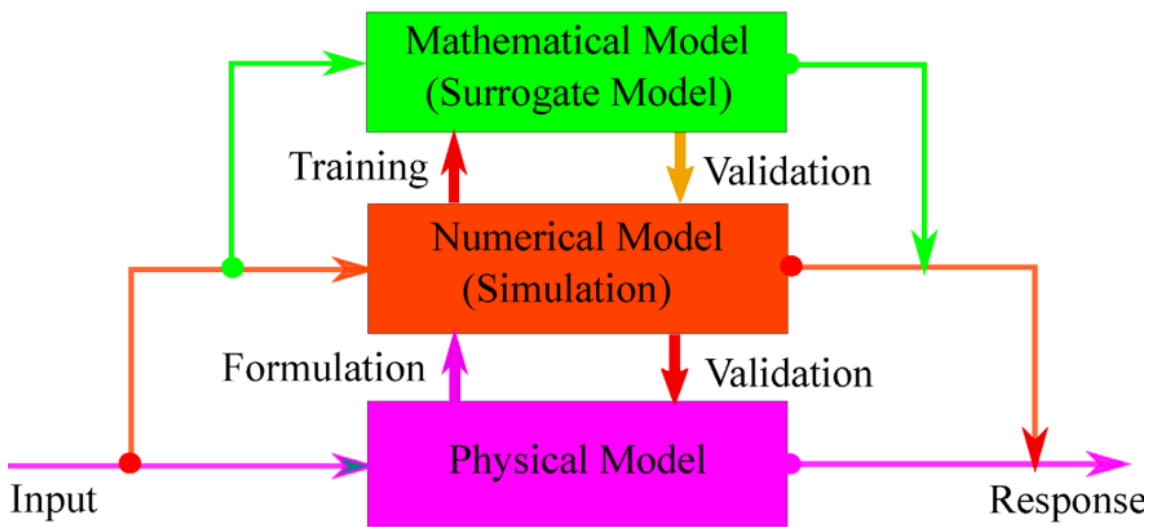 Mathematical Model
(Surrogate Model)
Training
Validation
Numerical Model
(Simulation)
Formulation
Validation
Physical Model
Input
Response